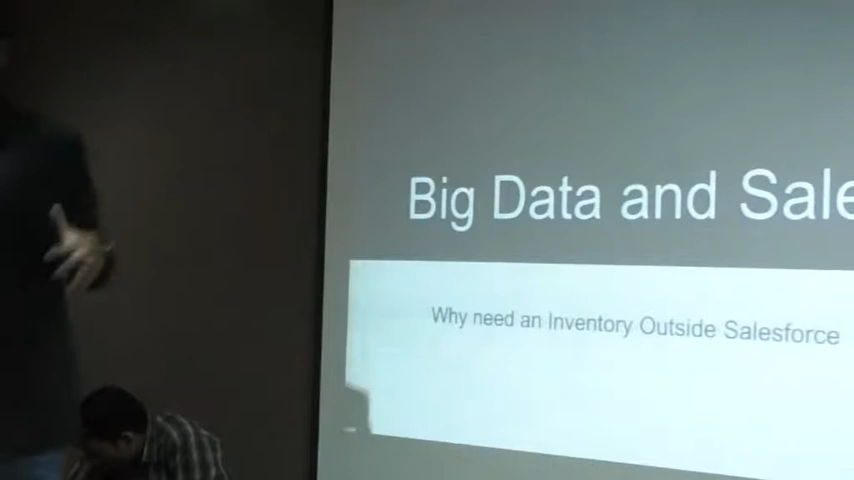 Big Data and Sale
Why need an Inventory Outside Salesforce